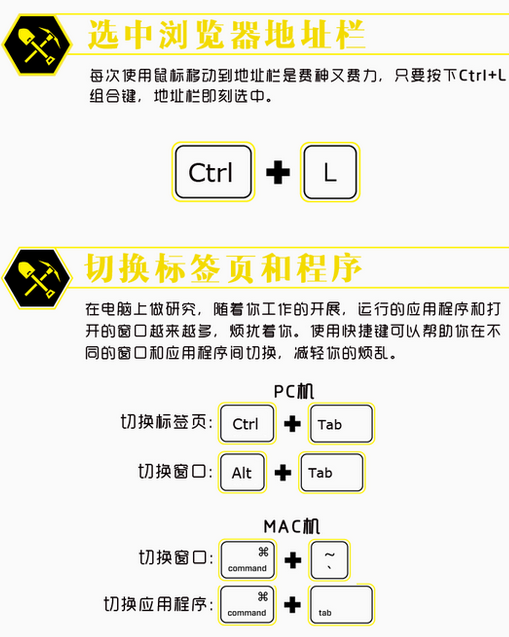 选中浏览器地址栏
每次使用鼠标移动到地址栏是费神又费力，只要按下Ctrl+L
组合键，地址栏即刻选中。
Ctrl + L
切换标签页和程序
在电脑上做研究，随着你工作的开展，运行的应用程序和打
开的窗口越来越多，烦扰着你。使用快捷键可以帮助你在不
同的窗口和应用程序间切换，减轻你的烦乱。
PC机
切换标签页: Ctrl + Tab
切换窗口: Alt + Tab
MAC机
切换窗口: ⌘ command + ~ `
切换应用程序: ⌘ command + tab